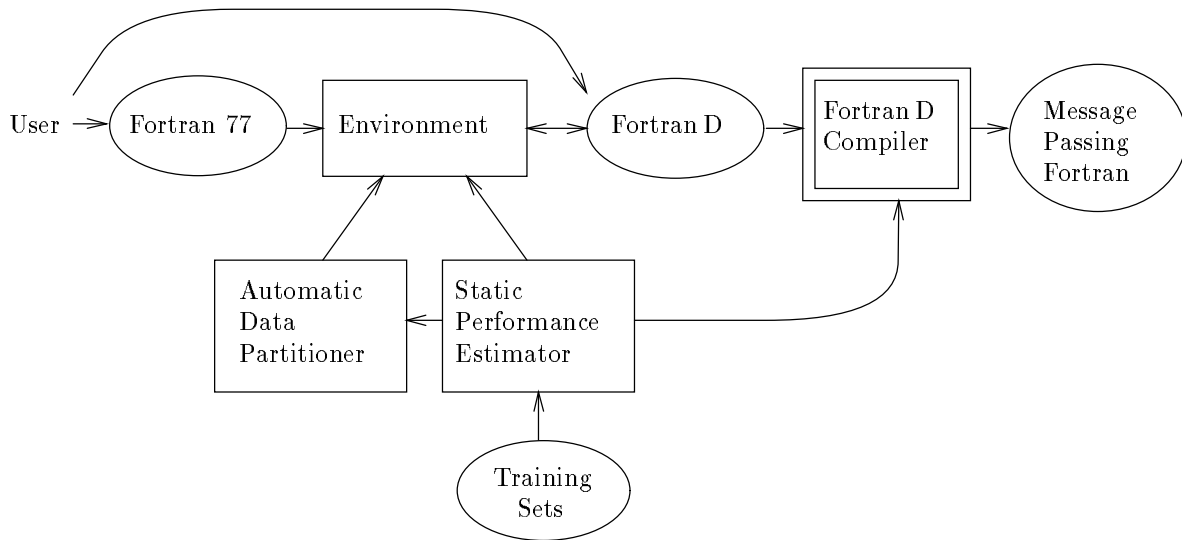 User
Fortran 77
Environment
Fortran D
Fortran D
Compiler
Message
Passing
Fortran
Automatic
Data
Partitioner
Static
Performance
Estimator
Training
Sets